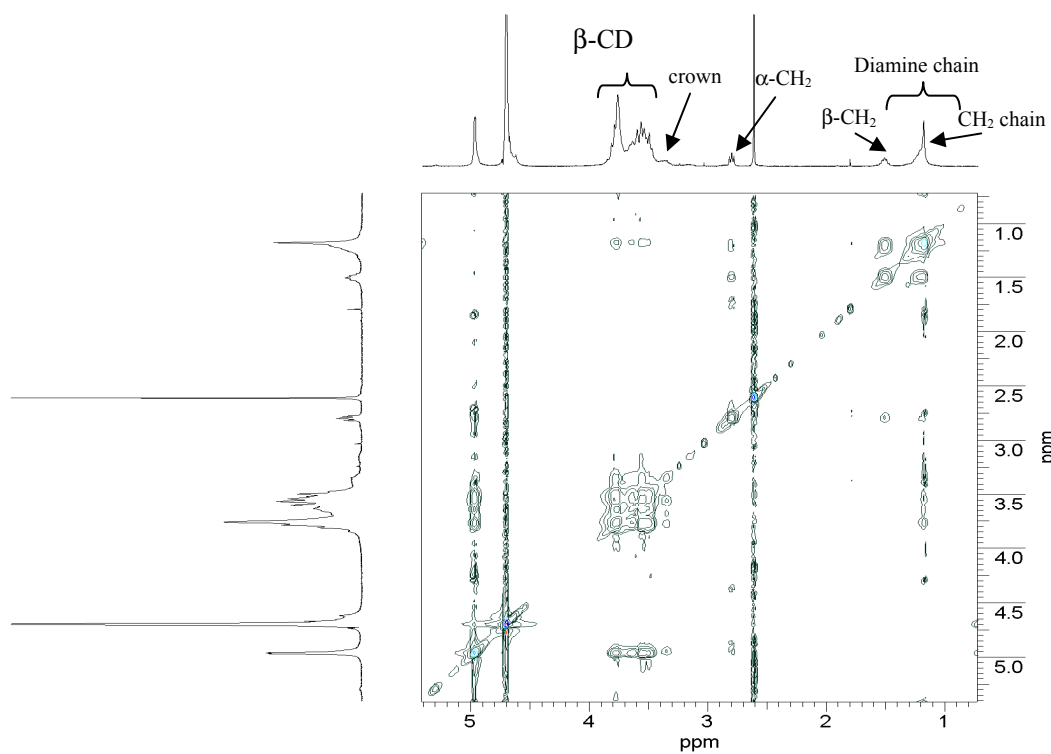 β-CD
crown
α-CH₂
Diamine chain
β-CH₂
CH₂ chain
1.0
1.5
2.0
2.5
3.0
3.5
4.0
4.5
5.0
ppm
5 4 3 2 1
ppm